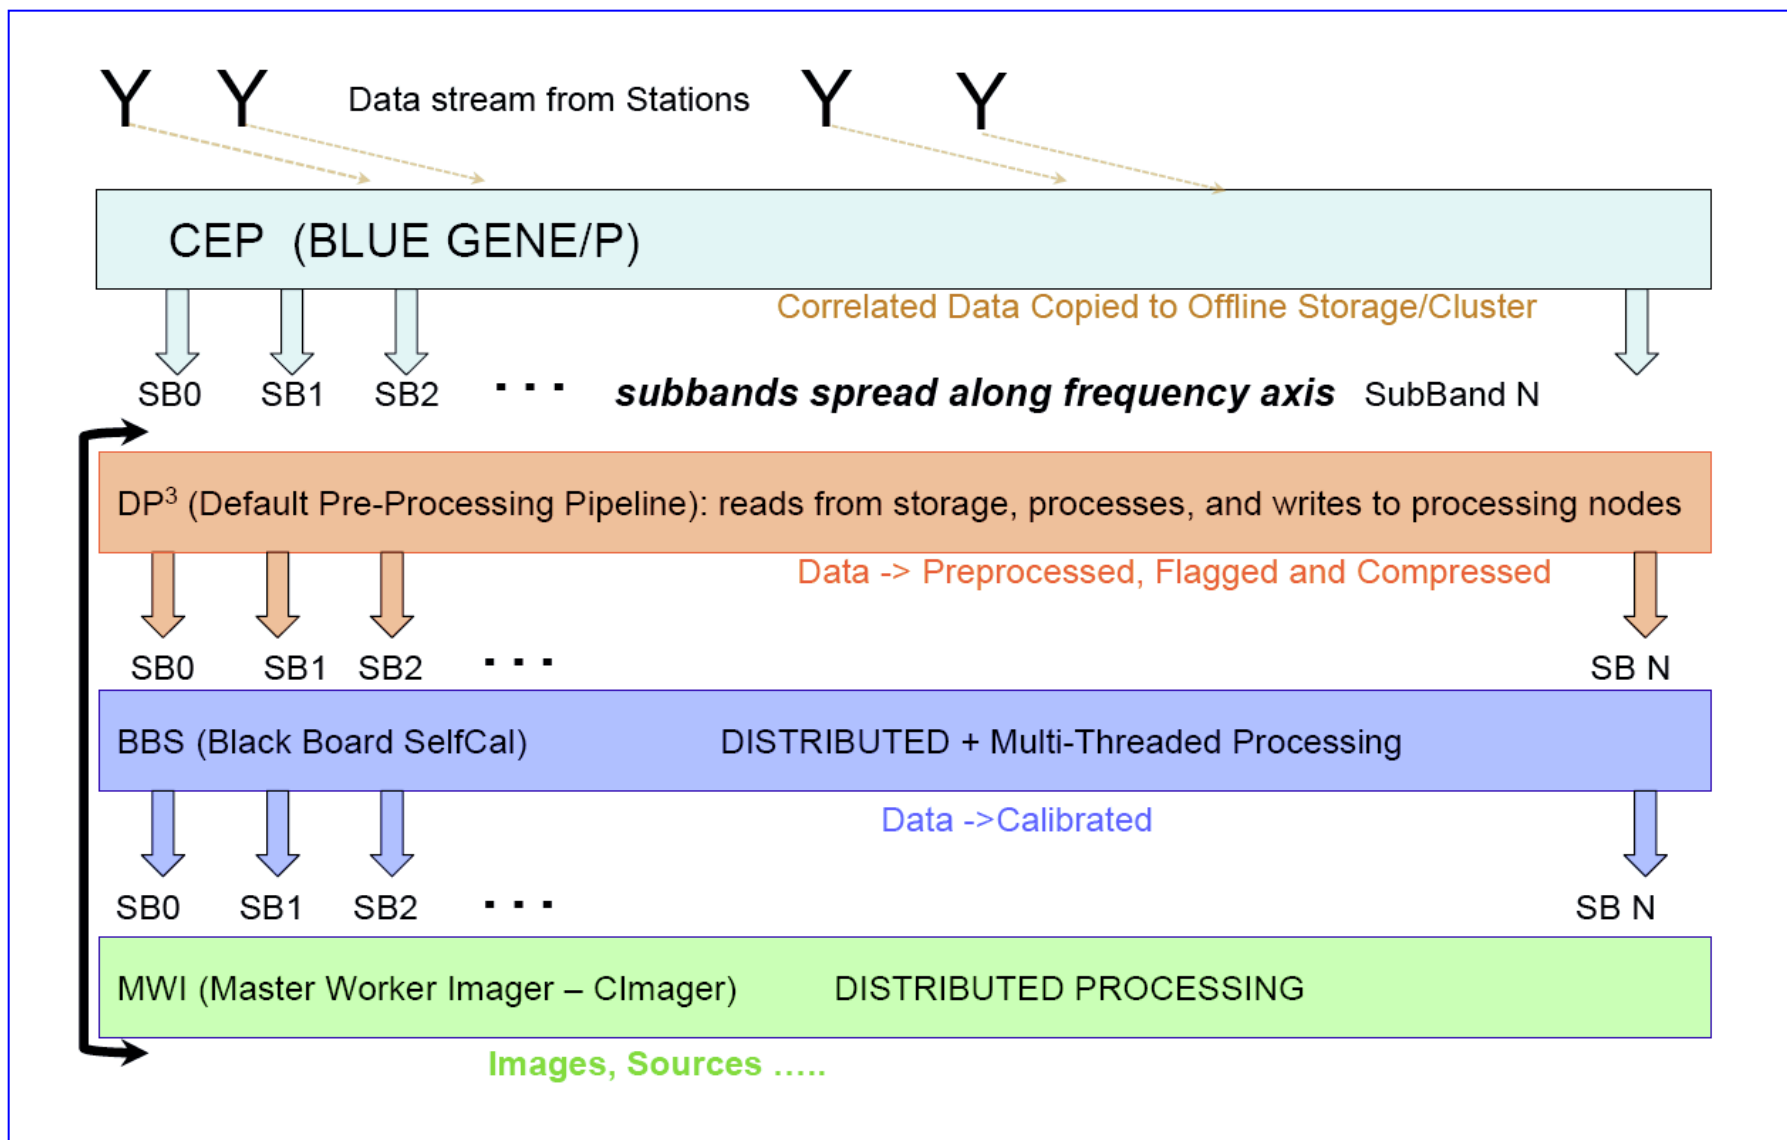 Y Y Data stream from Stations Y Y
CEP (BLUE GENE/P)
Correlated Data Copied to Offline Storage/Cluster
SB0 SB1 SB2 ... subbands spread along frequency axis SubBand N
DP³ (Default Pre-Processing Pipeline): reads from storage, processes, and writes to processing nodes
Data -> Preprocessed, Flagged and Compressed
SB0 SB1 SB2 ... SB N
BBS (Black Board SelfCal) DISTRIBUTED + Multi-Threaded Processing
Data ->Calibrated
SB0 SB1 SB2 ... SB N
MWI (Master Worker Imager – CImager) DISTRIBUTED PROCESSING
Images, Sources .....